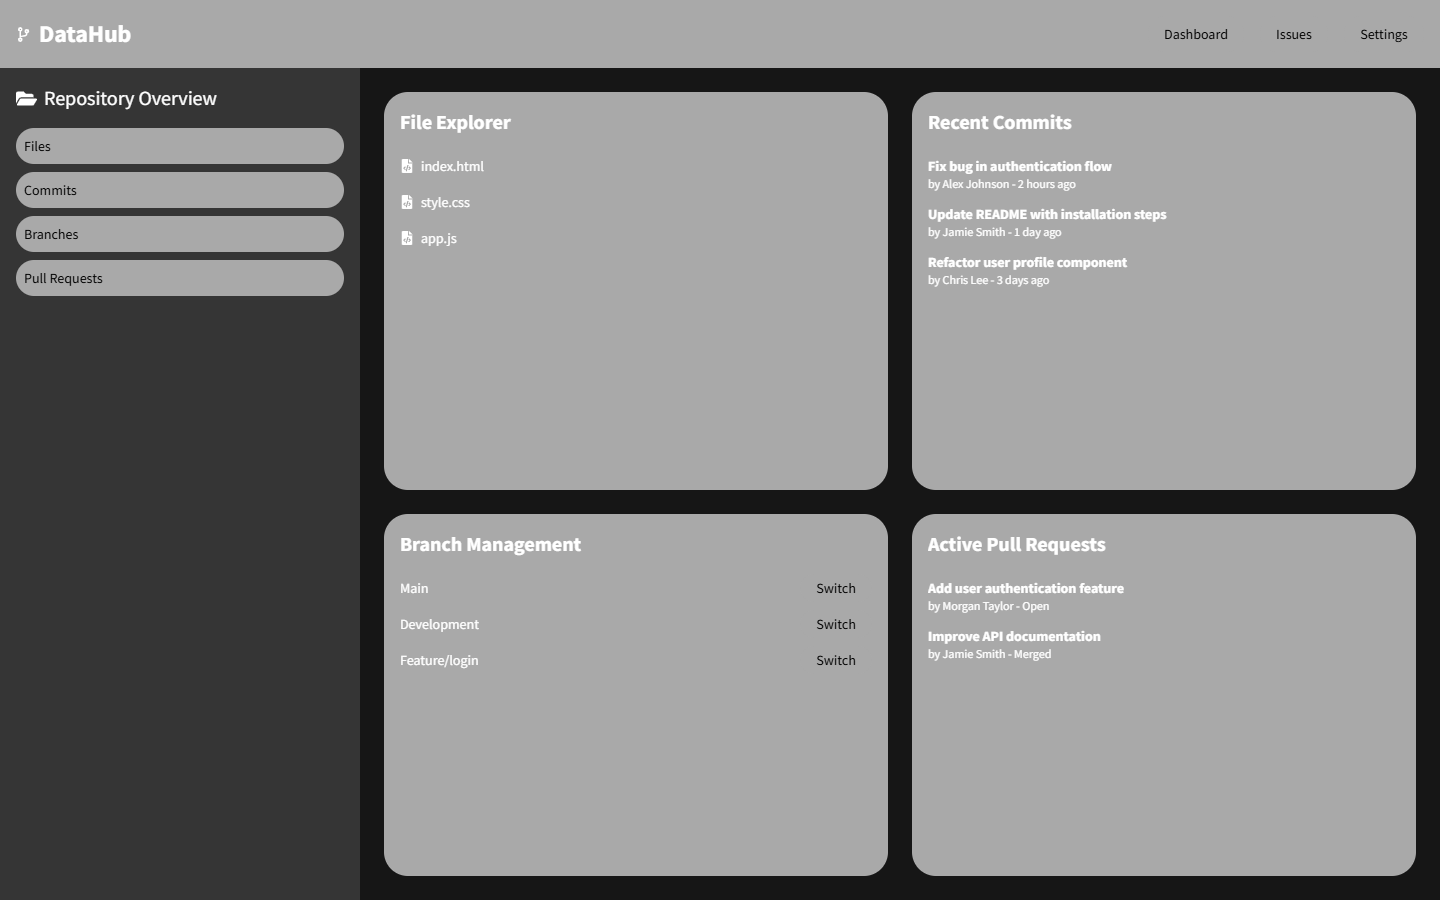 DataHub
Dashboard
Issues
Settings
Repository Overview
Files
Commits
Branches
Pull Requests
File Explorer
index.html
style.css
app.js
Recent Commits
Fix bug in authentication flow
by Alex Johnson - 2 hours ago
Update README with installation steps
by Jamie Smith - 1 day ago
Refactor user profile component
by Chris Lee - 3 days ago
Branch Management
Main
Switch
Development
Switch
Feature/login
Switch
Active Pull Requests
Add user authentication feature
by Morgan Taylor - Open
Improve API documentation
by Jamie Smith - Merged